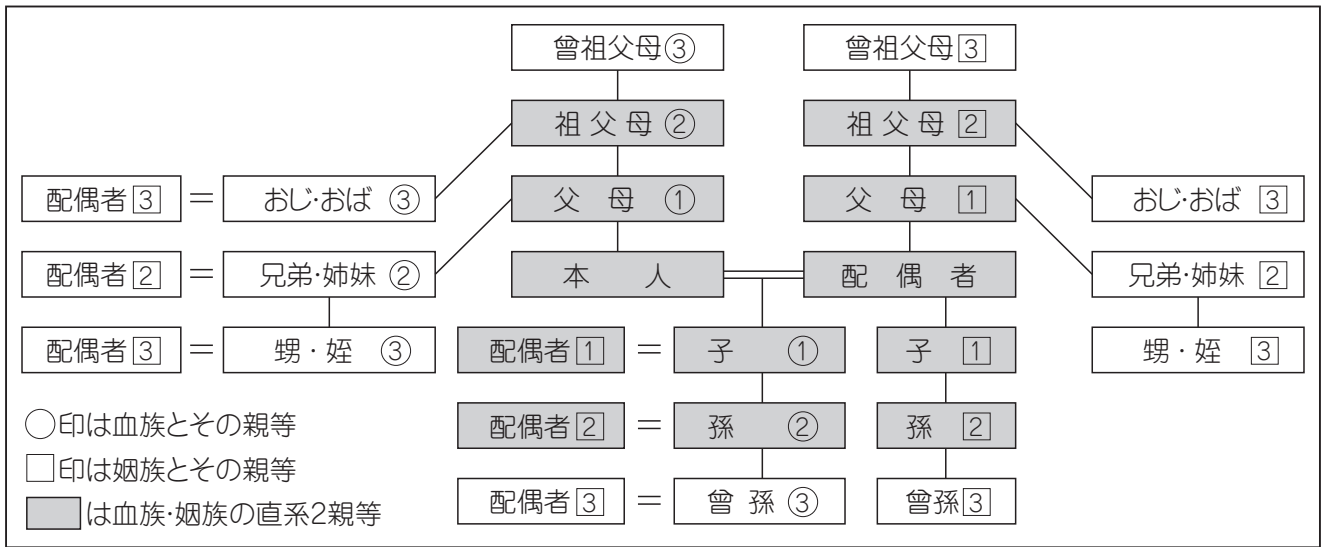 曾祖父母③ 曾祖父母3
祖父母② 祖父母2
配偶者3 = おじ・おば ③ 父母① 父母1 おじ・おば 3
配偶者2 = 兄弟・姉妹② 本人 配偶者 兄弟・姉妹2
配偶者3 = 甥・姪 ③ 配偶者1 = 子 ① 子 1 甥・姪 3
○印は血族とその親等 配偶者2 = 孫 ② 孫 2
□印は姻族とその親等
は血族・姻族の直系2親等 配偶者3 = 曾孫③ 曾孫3